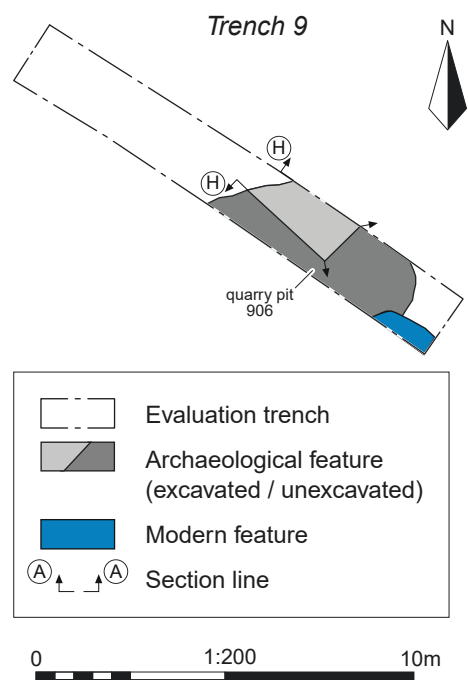 Trench 9
N
H
H
quarry pit
906
Evaluation trench
Archaeological feature
(excavated / unexcavated)
Modern feature
A A
Section line
0 1:200 10m